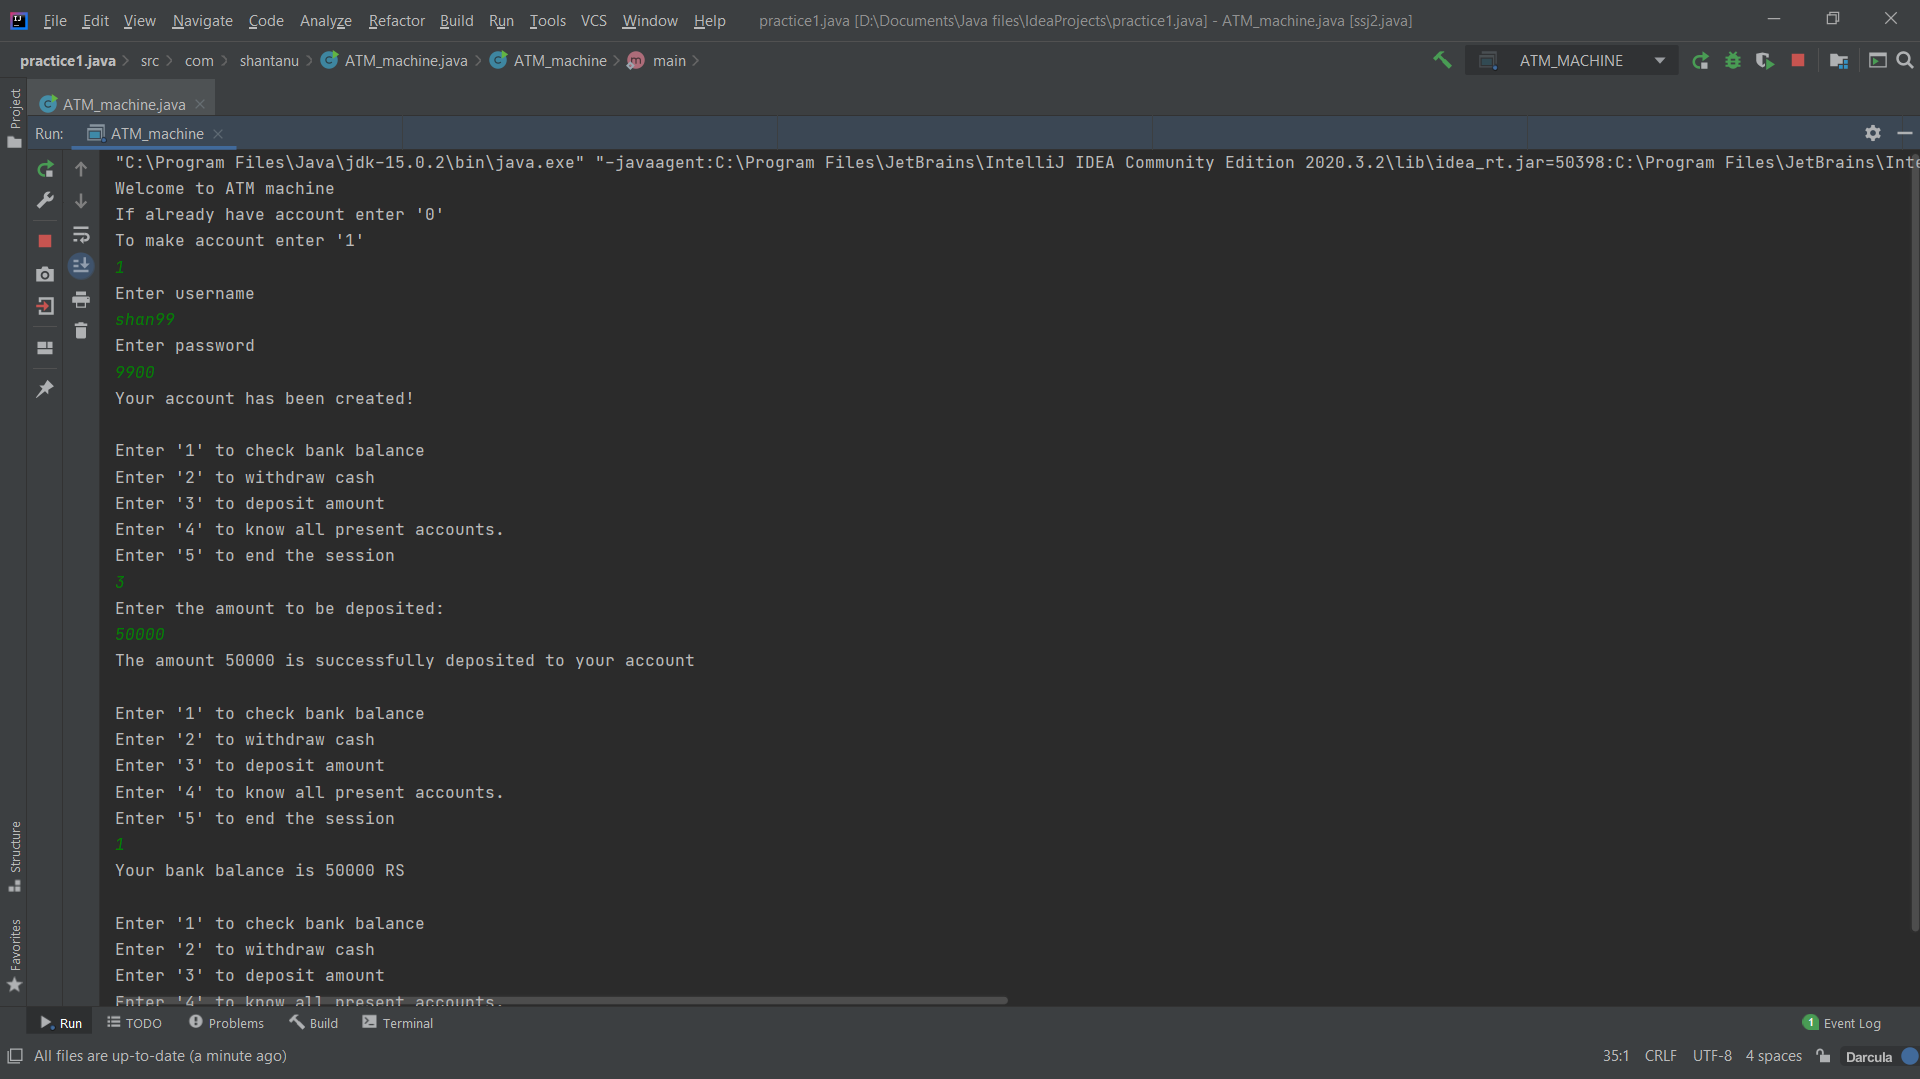 File Edit View Navigate Code Analyze Refactor Build Run Tools VCS Window Help practice1.java [D:\Documents\Java files\IdeaProjects\practice1.java] - ATM_machine.java [ssj2.java]
practice1.java src com shantanu ATM_machine.java ATM_machine main ATM_MACHINE
Project
ATM_machine.java
Run: ATM_machine
"C:\Program Files\Java\jdk-15.0.2\bin\java.exe" "-javaagent:C:\Program Files\JetBrains\IntelliJ IDEA Community Edition 2020.3.2\lib\idea_rt.jar=50398:C:\Program Files\JetBrains\Inte
Welcome to ATM machine
If already have account enter '0'
To make account enter '1'
1
Enter username
shan99
Enter password
9900
Your account has been created!
Enter '1' to check bank balance
Enter '2' to withdraw cash
Enter '3' to deposit amount
Enter '4' to know all present accounts.
Enter '5' to end the session
3
Enter the amount to be deposited:
50000
The amount 50000 is successfully deposited to your account
Enter '1' to check bank balance
Enter '2' to withdraw cash
Enter '3' to deposit amount
Enter '4' to know all present accounts.
Enter '5' to end the session
1
Your bank balance is 50000 RS
Enter '1' to check bank balance
Enter '2' to withdraw cash
Enter '3' to deposit amount
Enter '4' to know all present accounts.
Structure
Favorites
Run TODO Problems Build Terminal 1 Event Log
All files are up-to-date (a minute ago) 35:1 CRLF UTF-8 4 spaces Darcula